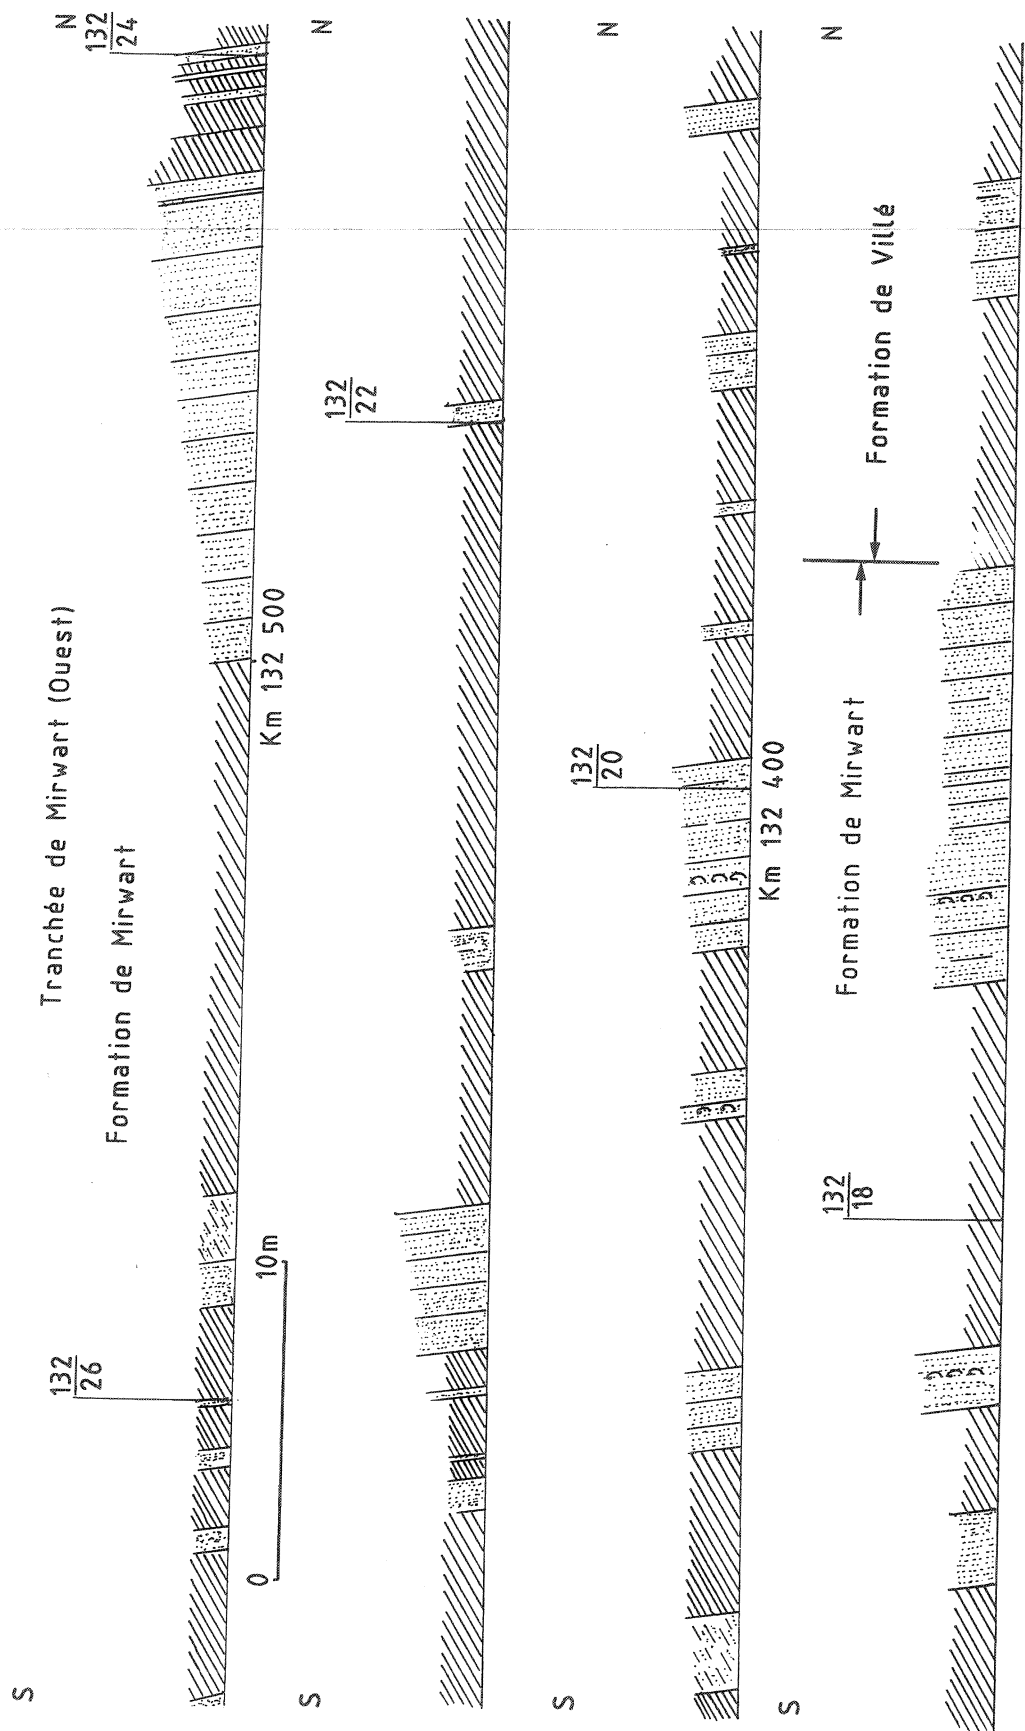 Tranchée de Mirwart (Ouest)
Formation de Mirwart
S
N
132
26
132
24
0
10m
Km 132 500
S
N
132
22
S
N
132
20
Km 132 400
S
N
132
18
Formation de Mirwart
Formation de Villé